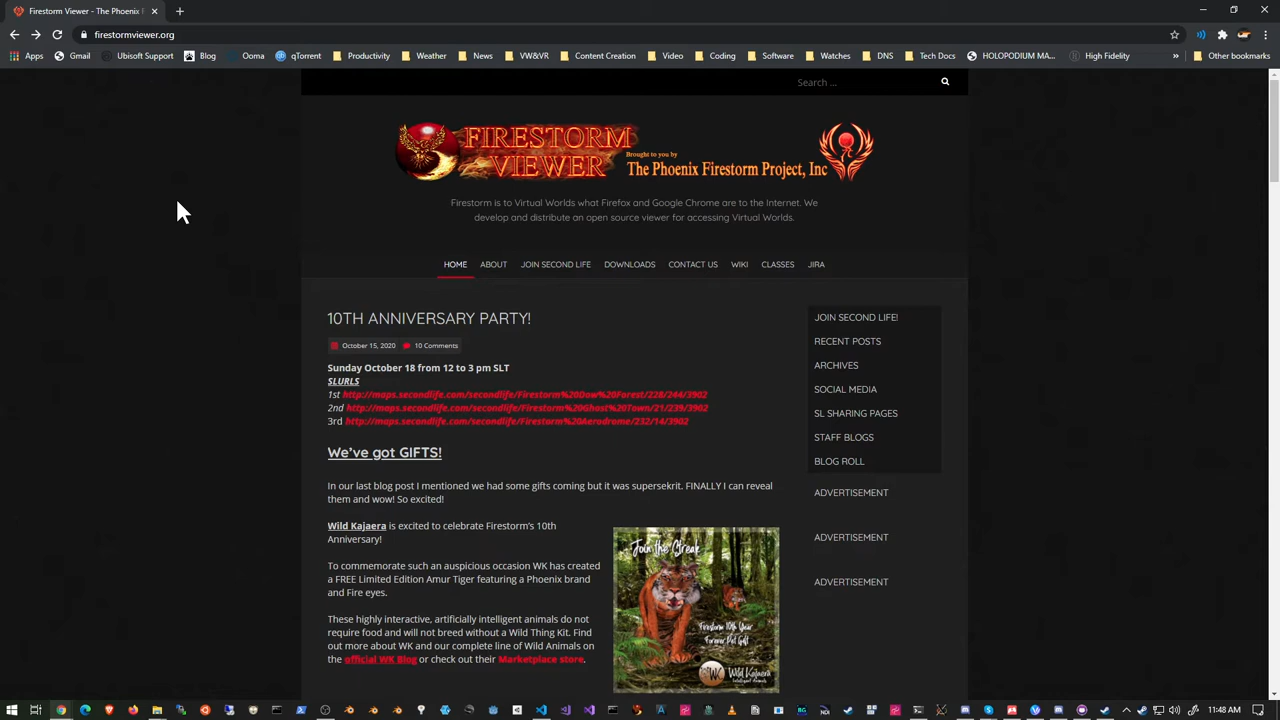 Firestorm Viewer - The Phoenix Fire
firestormviewer.org
Apps Gmail Ubisoft Support Blog Ooma qTorrent Productivity Weather News VW&VR Content Creation Video Coding Software Watches DNS Tech Docs HOLOPODIUM MA... High Fidelity » Other bookmarks
Search ...
FIRESTORM
VIEWER
Brought to you by
The Phoenix Firestorm Project, Inc
Firestorm is to Virtual Worlds what Firefox and Google Chrome are to the Internet. We
develop and distribute an open source viewer for accessing Virtual Worlds.
HOME ABOUT JOIN SECOND LIFE DOWNLOADS CONTACT US WIKI CLASSES JIRA
10TH ANNIVERSARY PARTY!
October 15, 2020 10 Comments
Sunday October 18 from 12 to 3 pm SLT
SLURLS
1st http://maps.secondlife.com/secondlife/Firestorm%20Dow%20Forest/228/244/3902
2nd http://maps.secondlife.com/secondlife/Firestorm%20Ghost%20Town/21/239/3902
3rd http://maps.secondlife.com/secondlife/Firestorm%20Aerodrome/232/14/3902
We've got GIFTS!
In our last blog post I mentioned we had some gifts coming but it was supersekrit. FINALLY I can reveal
them and wow! So excited!
Wild Kajaera is excited to celebrate Firestorm's 10th
Anniversary!
To commemorate such an auspicious occasion WK has created
a FREE Limited Edition Amur Tiger featuring a Phoenix brand
and Fire eyes.
These highly interactive, artificially intelligent animals do not
require food and will not breed without a Wild Thing Kit. Find
out more about WK and our complete line of Wild Animals on
the official WK Blog or check out their Marketplace store.
Join the Streak
Firestorm 10th Year
Forever Pet Gift
WK Wild Kajaera
JOIN SECOND LIFE!
RECENT POSTS
ARCHIVES
SOCIAL MEDIA
SL SHARING PAGES
STAFF BLOGS
BLOG ROLL
ADVERTISEMENT
ADVERTISEMENT
ADVERTISEMENT
11:48 AM